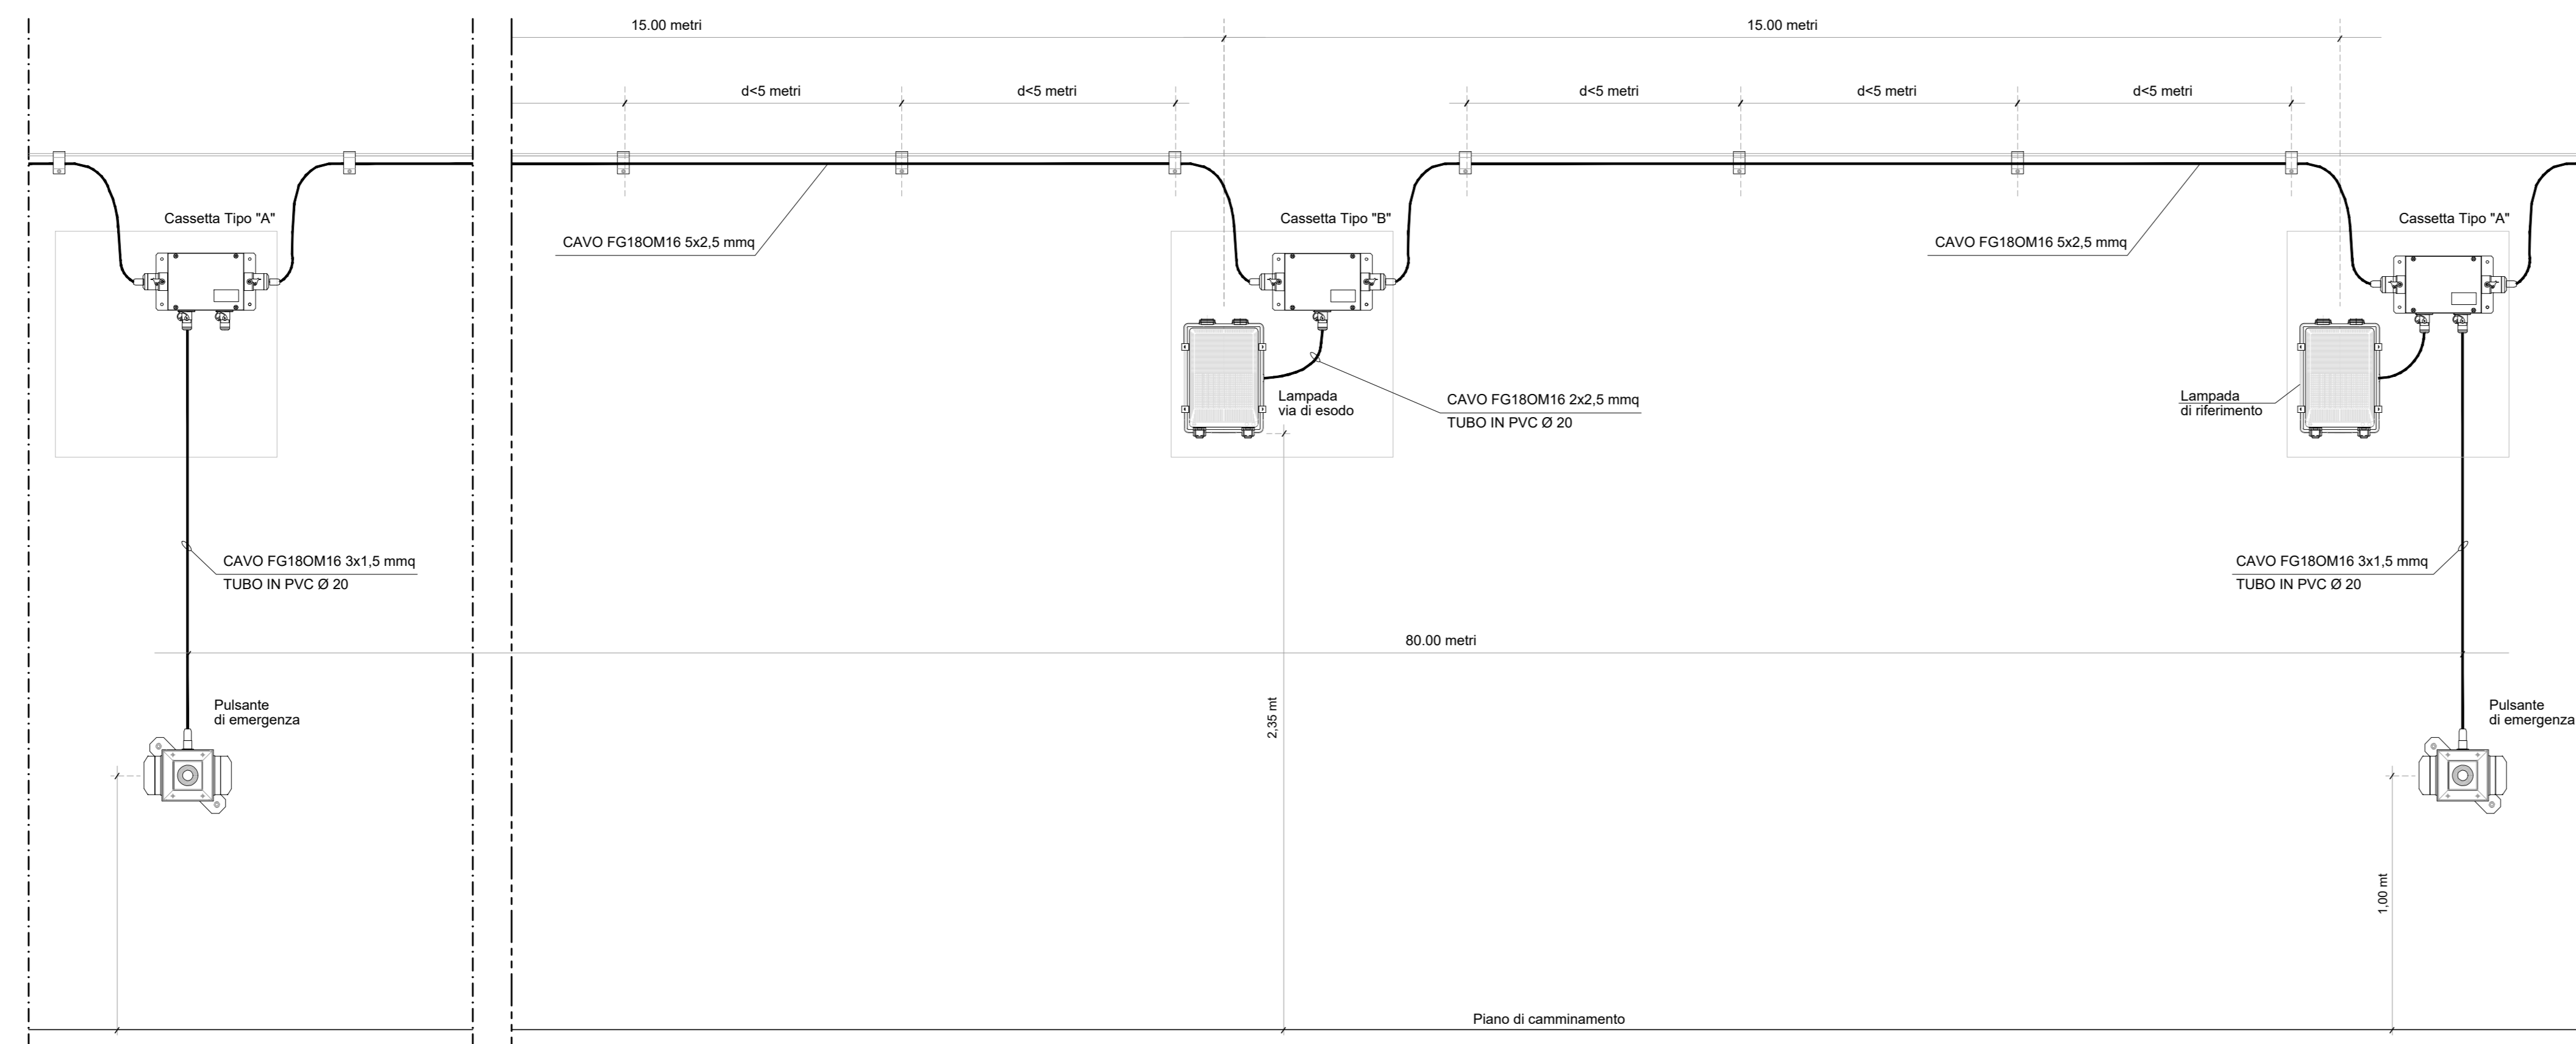 15.00 metri
15.00 metri
d<5 metri
d<5 metri
d<5 metri
d<5 metri
d<5 metri
Cassetta Tipo "A"
Cassetta Tipo "B"
Cassetta Tipo "A"
CAVO FG18OM16 5x2,5 mmq
CAVO FG18OM16 5x2,5 mmq
Lampada
via di esodo
CAVO FG18OM16 2x2,5 mmq
TUBO IN PVC Ø 20
Lampada
di riferimento
CAVO FG18OM16 3x1,5 mmq
TUBO IN PVC Ø 20
CAVO FG18OM16 3x1,5 mmq
TUBO IN PVC Ø 20
80.00 metri
Pulsante
di emergenza
2,35 mt
Pulsante
di emergenza
1,00 mt
Piano di camminamento